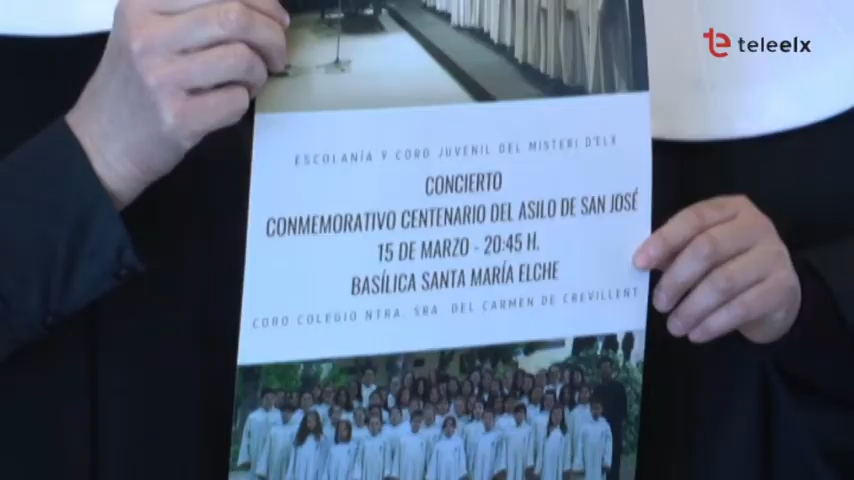 teleelx
ESCOLANÍA Y CORO JUVENIL DEL MISTERI D'ELX
CONCIERTO
CONMEMORATIVO CENTENARIO DEL ASILO DE SAN JOSÉ
15 DE MARZO - 20:45 H.
BASÍLICA SANTA MARÍA ELCHE
CORO COLEGIO NTRA. SRA. DEL CARMEN DE CREVILLENT